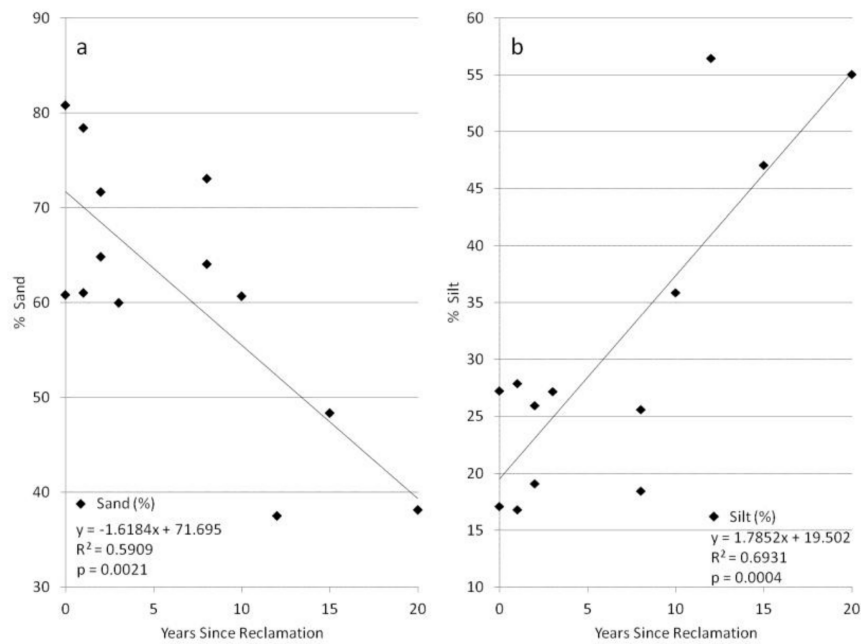 a
90
80
70
60
50
40
30
% Sand
Sand (%)
y = -1.6184x + 71.695
R² = 0.5909
p = 0.0021
0 5 10 15 20
Years Since Reclamation
b
60
55
50
45
40
35
30
25
20
15
10
% Silt
Silt (%)
y = 1.7852x + 19.502
R² = 0.6931
p = 0.0004
0 5 10 15 20
Years Since Reclamation